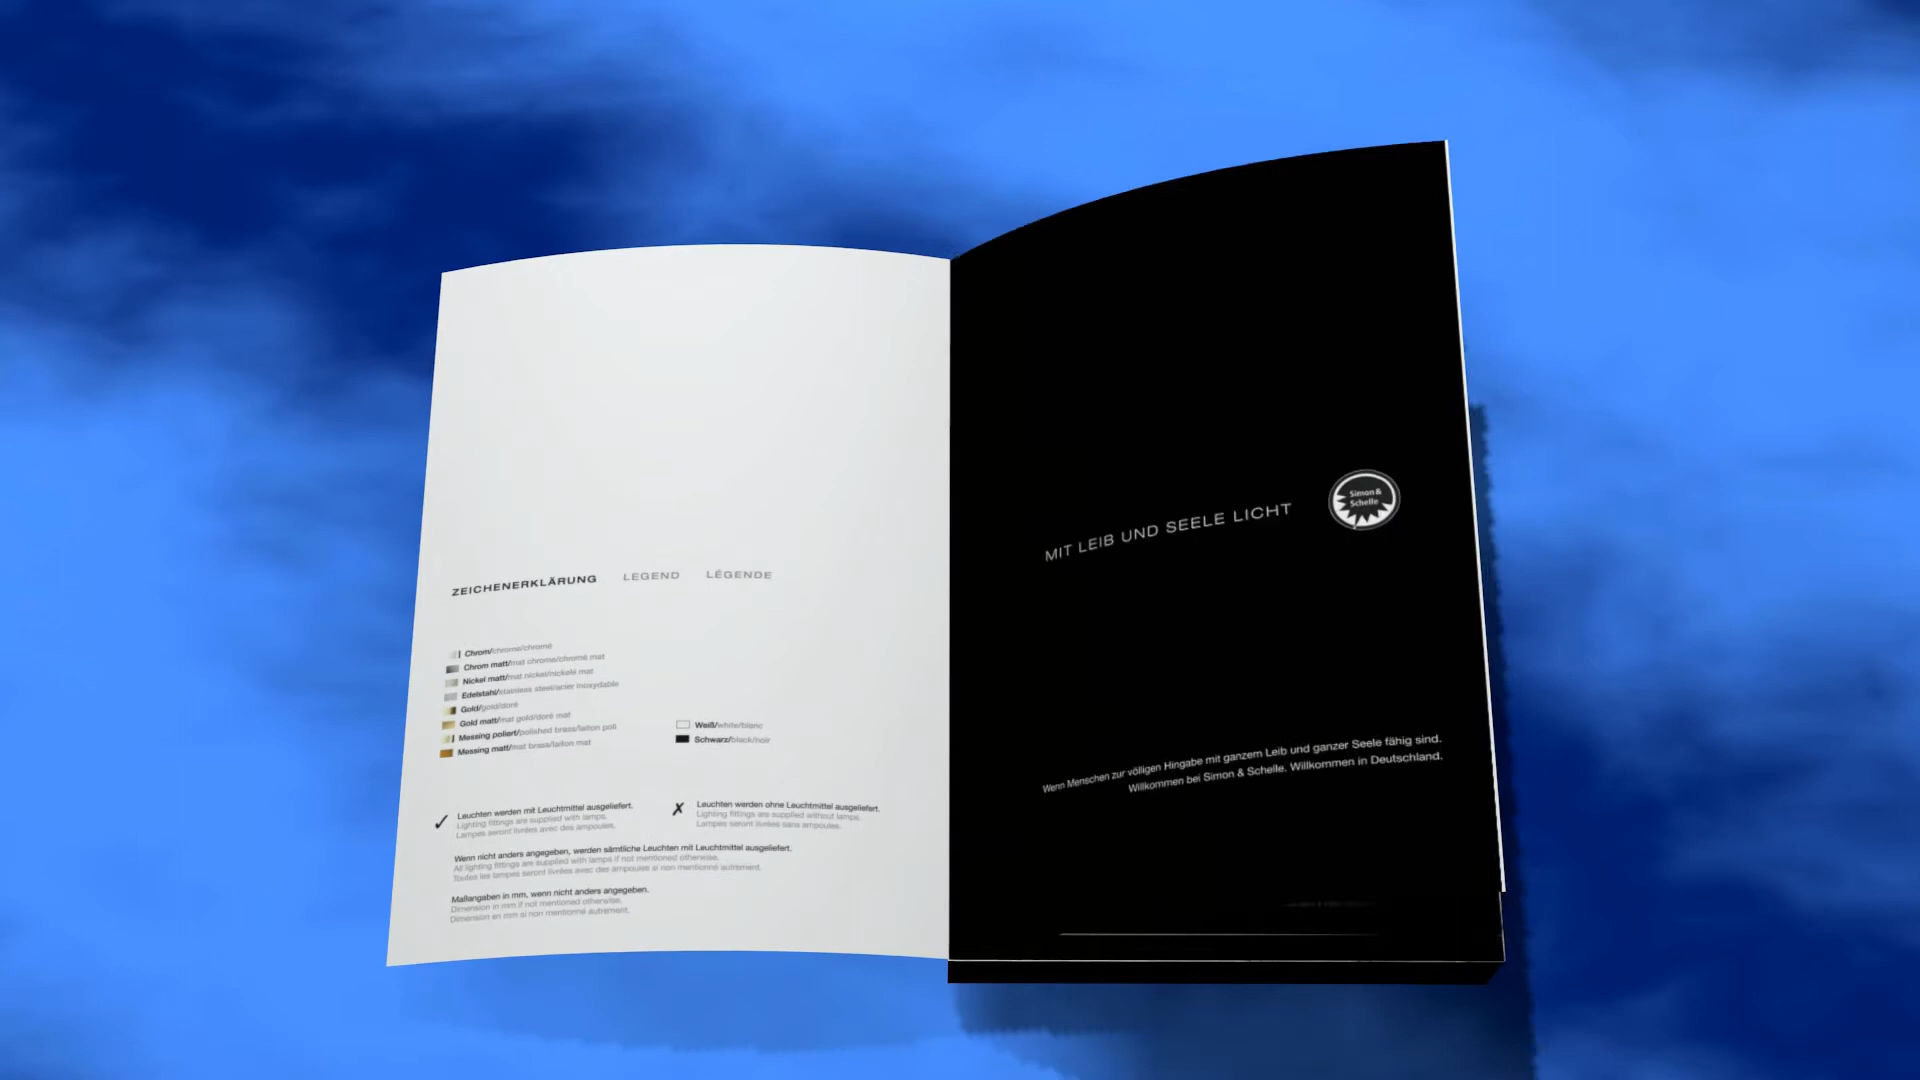 ZEICHENERKLÄRUNG LEGEND LÉGENDE
Chrom/chrome/chromé
Chrom matt/mat chrome/chromé mat
Nickel matt/mat nickel/nickelé mat
Edelstahl/stainless steel/acier inoxydable
Gold/gold/doré
Gold matt/mat gold/doré mat
Messing poliert/polished brass/laiton poli
Messing matt/mat brass/laiton mat
Weiß/white/blanc
Schwarz/black/noir
✓ Leuchten werden mit Leuchtmittel ausgeliefert.
Lighting fittings are supplied with lamps.
Lampes seront livrées avec des ampoules.
✗ Leuchten werden ohne Leuchtmittel ausgeliefert.
Lighting fittings are supplied without lamps.
Lampes seront livrées sans ampoules.
Wenn nicht anders angegeben, werden sämtliche Leuchten mit Leuchtmittel ausgeliefert.
All lighting fittings are supplied with lamps if not mentioned otherwise.
Toutes les lampes seront livrées avec des ampoules si non mentionné autrement.
Maßangaben in mm, wenn nicht anders angegeben.
Dimension in mm if not mentioned otherwise.
Dimension en mm si non mentionné autrement.
MIT LEIB UND SEELE LICHT
Simon &
Schelle
Wenn Menschen zur völligen Hingabe mit ganzem Leib und ganzer Seele fähig sind.
Willkommen bei Simon & Schelle. Willkommen in Deutschland.